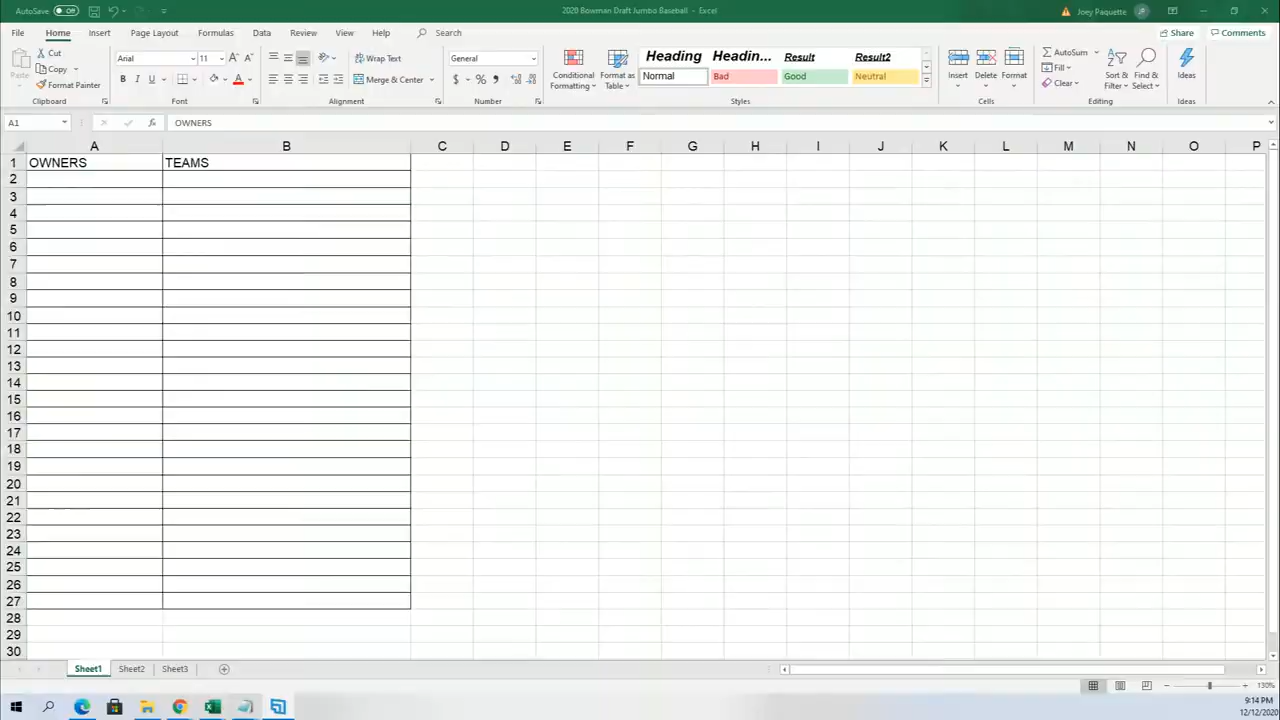 AutoSave Off 2020 Bowman Draft Jumbo Baseball - Excel Joey Paquette
File Home Insert Page Layout Formulas Data Review View Help Search Share Comments
Paste Cut Copy Format Painter Clipboard
Arial 11 A A B I U A Font
Wrap Text Merge & Center Alignment
General $ % , Number
Conditional Formatting Format as Table
Heading Headin... Result Result2
Normal Bad Good Neutral
Styles
Insert Delete Format Cells
AutoSum Fill Clear Sort & Filter Find & Select Editing
Ideas Ideas
A1 fx OWNERS
A B C D E F G H I J K L M N O P
1 OWNERS TEAMS
2
3
4
5
6
7
8
9
10
11
12
13
14
15
16
17
18
19
20
21
22
23
24
25
26
27
28
29
30
Sheet1 Sheet2 Sheet3
130%
9:14 PM
12/12/2020